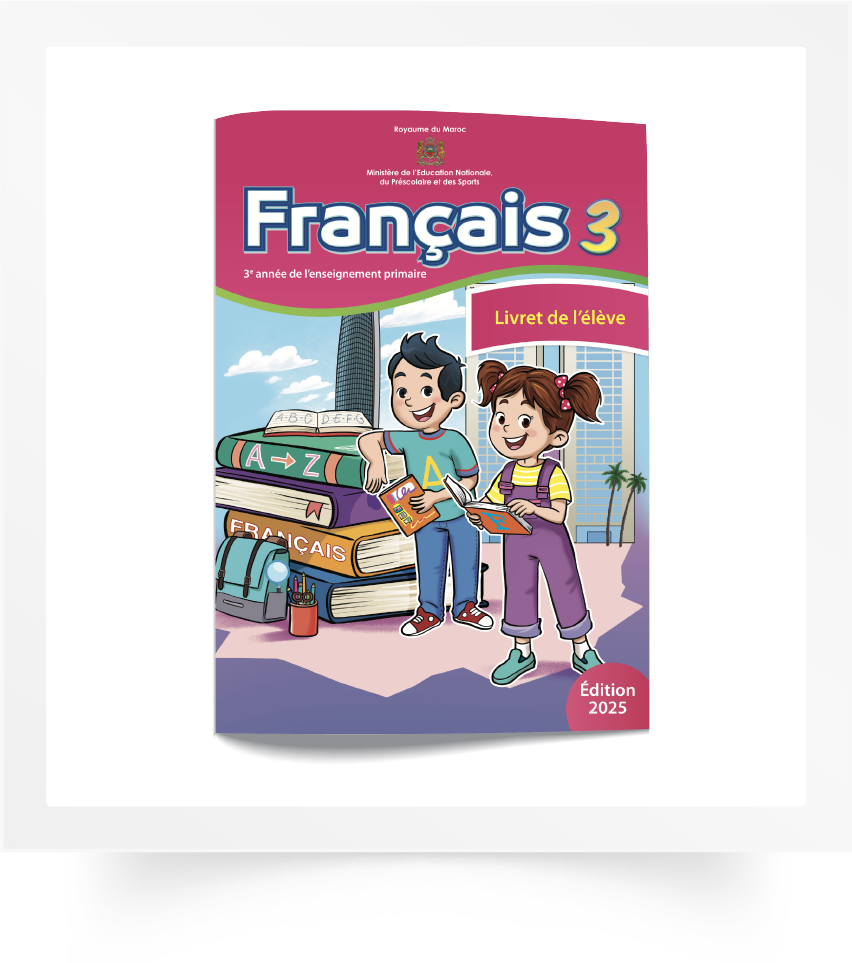 Royaume du Maroc
Ministère de l'Education Nationale,
du Préscolaire et des Sports
Français 3
3e année de l'enseignement primaire
Livret de l'élève
A-B-C D-E-F-G
A → Z
FRANÇAIS
A
Édition
2025